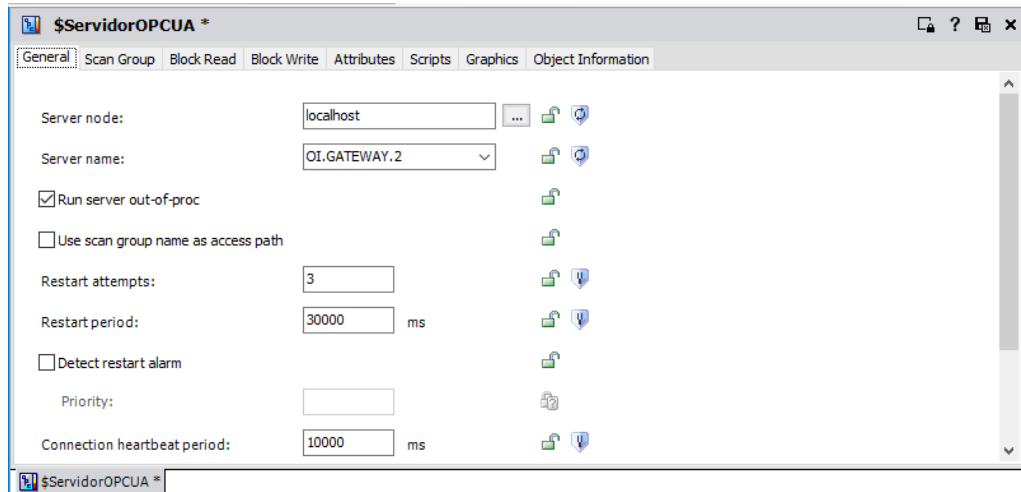 $ServidorOPCUA *
General Scan Group Block Read Block Write Attributes Scripts Graphics Object Information
Server node: localhost ...
Server name: OI.GATEWAY.2
Run server out-of-proc
Use scan group name as access path
Restart attempts: 3
Restart period: 30000 ms
Detect restart alarm
Priority:
Connection heartbeat period: 10000 ms
$ServidorOPCUA *